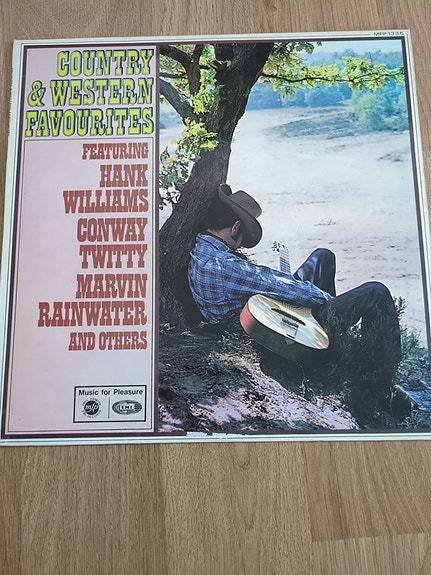 MFP 1335
COUNTRY
& WESTERN
FAVOURITES
FEATURING
HANK
WILLIAMS
CONWAY
TWITTY
MARVIN
RAINWATER
AND OTHERS
Music for Pleasure
mfp
EMI